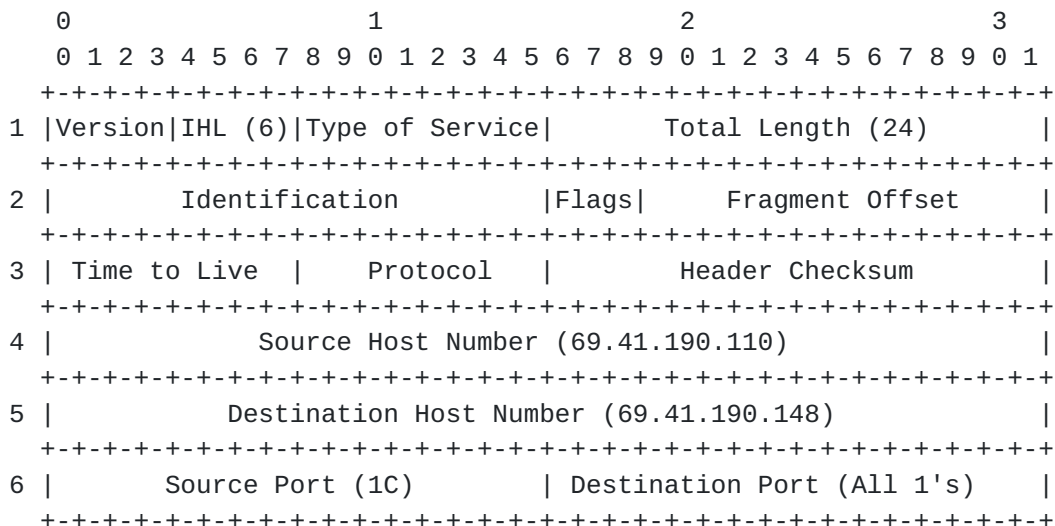 0                   1                   2                   3
0 1 2 3 4 5 6 7 8 9 0 1 2 3 4 5 6 7 8 9 0 1 2 3 4 5 6 7 8 9 0 1
+-+-+-+-+-+-+-+-+-+-+-+-+-+-+-+-+-+-+-+-+-+-+-+-+-+-+-+-+-+-+-+-+
1 |Version|IHL (6)|Type of Service|       Total Length (24)       |
+-+-+-+-+-+-+-+-+-+-+-+-+-+-+-+-+-+-+-+-+-+-+-+-+-+-+-+-+-+-+-+-+
2 |        Identification         |Flags|     Fragment Offset     |
+-+-+-+-+-+-+-+-+-+-+-+-+-+-+-+-+-+-+-+-+-+-+-+-+-+-+-+-+-+-+-+-+
3 | Time to Live  |    Protocol   |        Header Checksum        |
+-+-+-+-+-+-+-+-+-+-+-+-+-+-+-+-+-+-+-+-+-+-+-+-+-+-+-+-+-+-+-+-+
4 |             Source Host Number (69.41.190.110)                |
+-+-+-+-+-+-+-+-+-+-+-+-+-+-+-+-+-+-+-+-+-+-+-+-+-+-+-+-+-+-+-+-+
5 |           Destination Host Number (69.41.190.148)             |
+-+-+-+-+-+-+-+-+-+-+-+-+-+-+-+-+-+-+-+-+-+-+-+-+-+-+-+-+-+-+-+-+
6 |       Source Port (1C)        | Destination Port (All 1's)    |
+-+-+-+-+-+-+-+-+-+-+-+-+-+-+-+-+-+-+-+-+-+-+-+-+-+-+-+-+-+-+-+-+